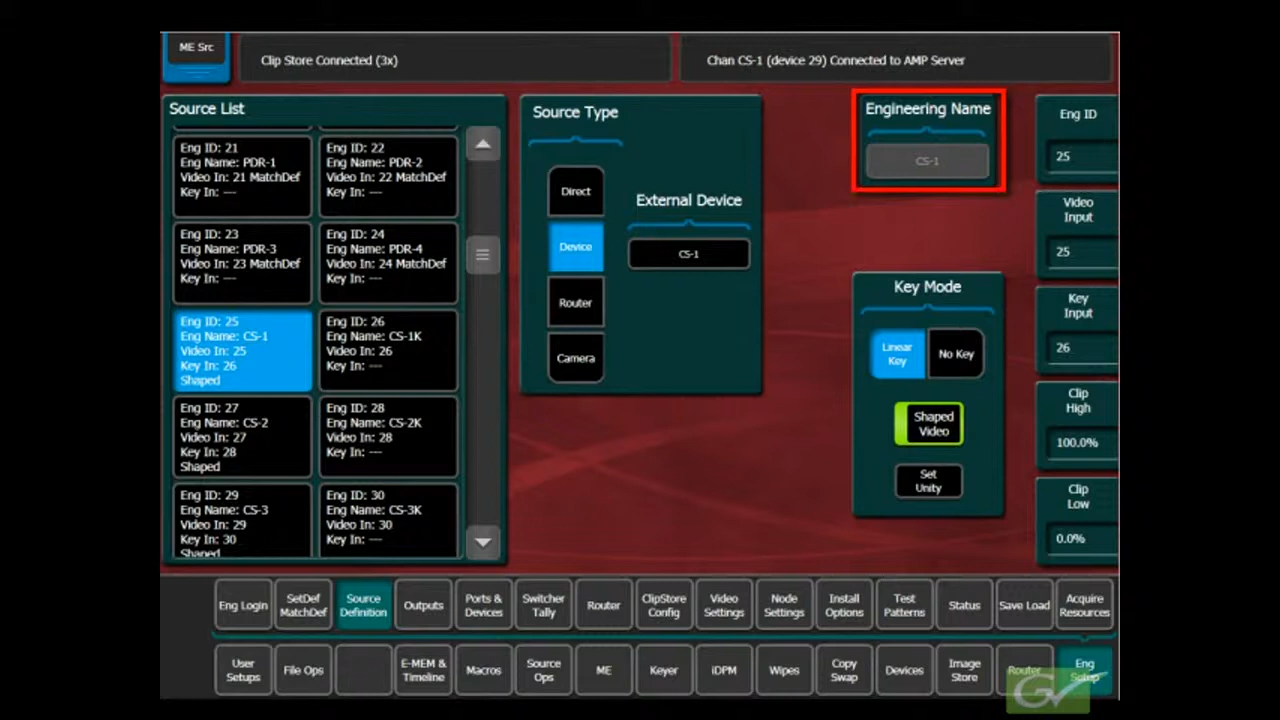 ME Src
Clip Store Connected (3x)
Chan CS-1 (device 29) Connected to AMP Server
Source List
Eng ID: 21
Eng Name: PDR-1
Video In: 21 MatchDef
Key In: ---
Eng ID: 22
Eng Name: PDR-2
Video In: 22 MatchDef
Key In: ---
Eng ID: 23
Eng Name: PDR-3
Video In: 23 MatchDef
Key In: ---
Eng ID: 24
Eng Name: PDR-4
Video In: 24 MatchDef
Key In: ---
Eng ID: 25
Eng Name: CS-1
Video In: 25
Key In: 26
Shaped
Eng ID: 26
Eng Name: CS-1K
Video In: 26
Key In: ---
Eng ID: 27
Eng Name: CS-2
Video In: 27
Key In: 28
Shaped
Eng ID: 28
Eng Name: CS-2K
Video In: 28
Key In: ---
Eng ID: 29
Eng Name: CS-3
Video In: 29
Key In: 30
Shaped
Eng ID: 30
Eng Name: CS-3K
Video In: 30
Key In: ---
Source Type
Direct
Device
Router
Camera
External Device
CS-1
Engineering Name
CS-1
Key Mode
Linear
Key
No Key
Shaped
Video
Set
Unity
Eng ID
25
Video
Input
25
Key
Input
26
Clip
High
100.0%
Clip
Low
0.0%
Eng Login
SetDef
MatchDef
Source
Definition
Outputs
Ports &
Devices
Switcher
Tally
Router
ClipStore
Config
Video
Settings
Node
Settings
Install
Options
Test
Patterns
Status
Save Load
Acquire
Resources
User
Setups
File Ops
E-MEM &
Timeline
Macros
Source
Ops
ME
Keyer
iDPM
Wipes
Copy
Swap
Devices
Image
Store
Router
Eng
Setup